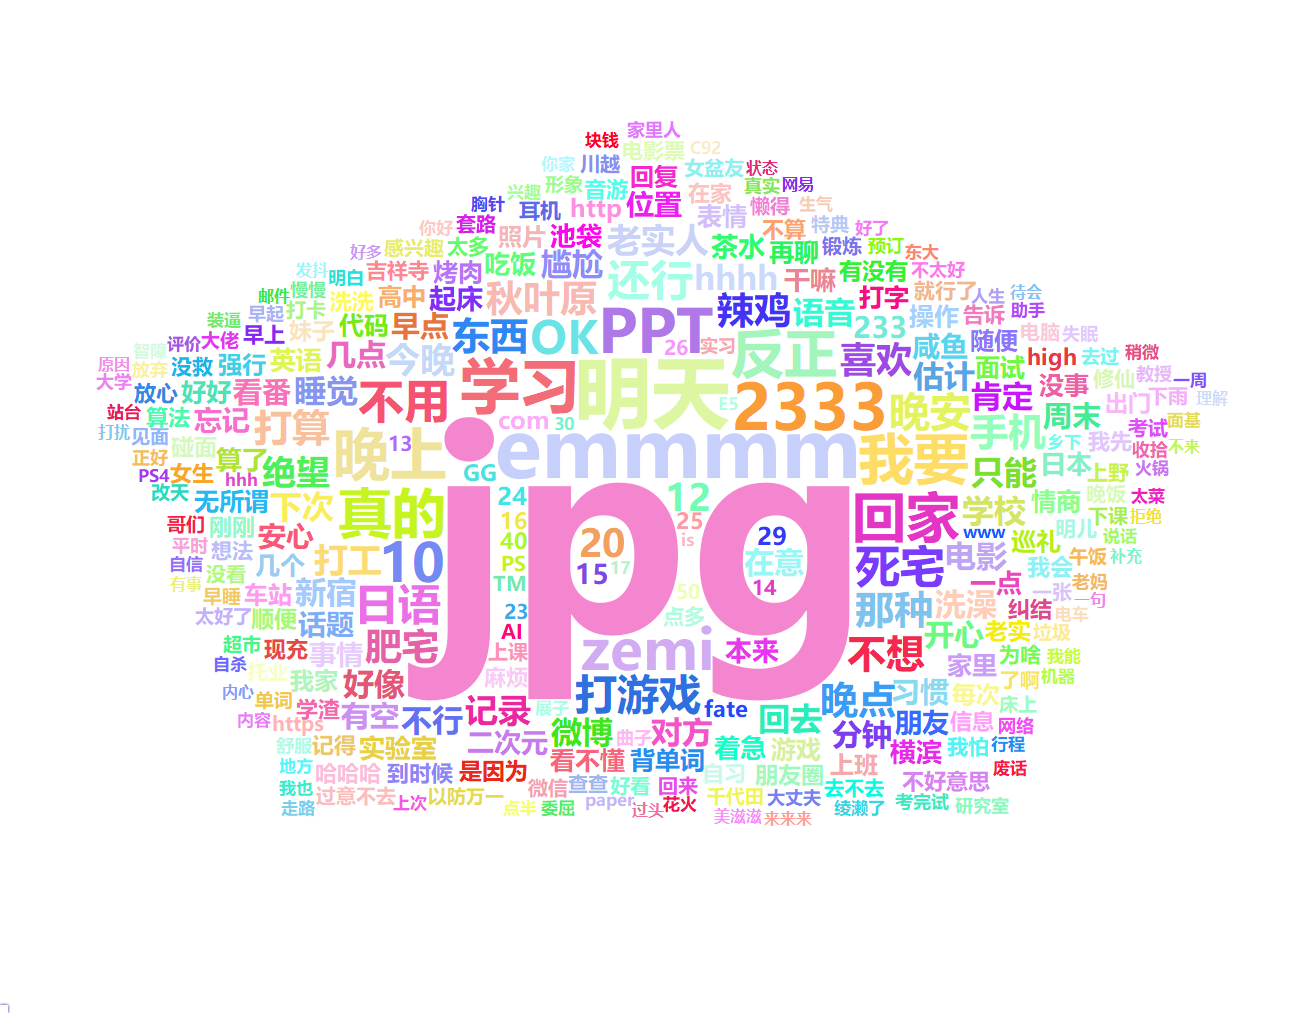 家里人
块钱
电影票
C92
你家
川越
女盆友
状态
兴趣
形象
音游
回复
在家
真实
网易
胸针
耳机
http
位置
表情
懒得
生气
你好
套路
照片
池袋
老实人
茶水
不算
特典
好了
好多
感兴趣
太多
吃饭
尴尬
再聊
锻炼
预订
东大
发抖
明白
吉祥寺
烤肉
还行
hhhh
干嘛
有没有
不太好
邮件
慢慢
洗洗
高中
起床
秋叶原
辣鸡
语音
打字
就行了
人生
待会
装逼
早起
打卡
妹子
代码
早点
东西
OK
PPT
26
实习
233
操作
告诉
助手
评价
大佬
早上
几点
今晚
反正
喜欢
咸鱼
随便
电脑
失眠
智障
原因
放弃
没救
强行
英语
学习
明天
估计
面试
high
去过
稍微
大学
放心
好好
看番
睡觉
不用
E5
2333
晚安
肯定
没事
修仙
教授
一周
站台
算法
忘记
打算
com
30
周末
出门
下雨
理解
打扰
见面
碰面
晚上
13
emmmm
我要
手机
乡下
我先
考试
面基
正好
算了
绝望
GG
只能
日本
收拾
不来
PS4
女生
hhh
上野
火锅
改天
无所谓
下次
真的
24
12
回家
学校
情商
晚饭
太菜
哥们
刚刚
安心
16
25
www
巡礼
明儿
下课
拒绝
平时
想法
40
20
is
29
死宅
电影
说话
自信
没看
几个
打工
10
PS
15
17
在意
一点
我会
午饭
补充
有事
早睡
车站
新宿
TM
jpg
50
14
那种
洗澡
一张
老妈
太好了
顺便
话题
日语
23
点多
纠结
电车
一句
超市
现充
事情
肥宅
AI
上课
zemi
本来
不想
开心
老实
垃圾
自杀
托业
我家
好像
麻烦
家里
为啥
我能
内心
单词
学渣
有空
不行
记录
展子
打游戏
fate
回去
晚点
习惯
每次
了啊
机器
床上
内容
https
二次元
微博
曲子
对方
着急
分钟
朋友
信息
网络
舒服
记得
实验室
看不懂
背单词
游戏
横滨
我怕
行程
地方
哈哈哈
到时候
是因为
自习
朋友圈
上班
废话
我也
过意不去
上次
以防万一
微信
查查
好看
回来
千代田
大丈夫
去不去
不好意思
走路
点半
委屈
paper
过头
花火
美滋滋
来来来
绫濑了
考完试
研究室